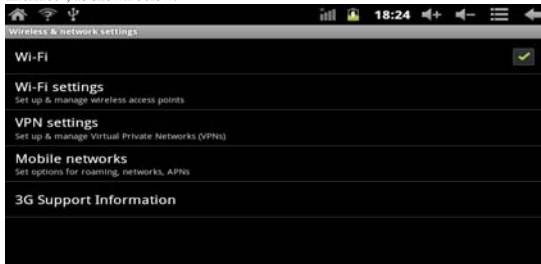 18:24
Wireless & network settings
Wi-Fi
Wi-Fi settings
Set up & manage wireless access points
VPN settings
Set up & manage Virtual Private Networks (VPNs)
Mobile networks
Set options for roaming, networks, APNs
3G Support Information